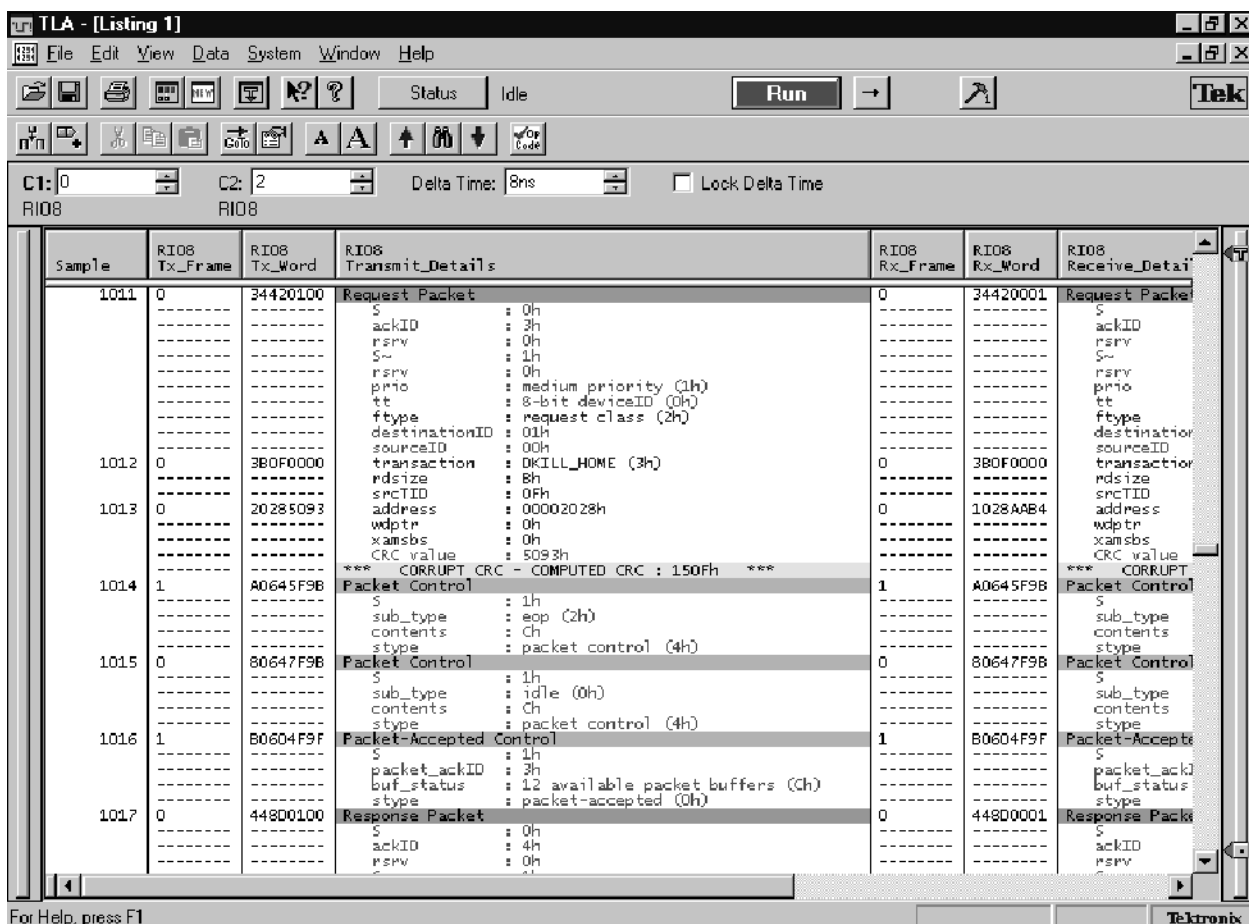 TLA - [Listing 1]
File Edit View Data System Window Help
NEW Status Idle Run Tek
GoTo A A Op Code
C1: 0 C2: 2 Delta Time: 8ns Lock Delta Time
RIO8 RIO8
RIO8 RIO8 RIO8 RIO8 RIO8 RIO8
Sample Tx_Frame Tx_Word Transmit_Details Rx_Frame Rx_Word Receive_Detai
1011 0 34420100 Request Packet 0 34420001 Request Packet
-------- -------- S : 0h -------- -------- S
-------- -------- ackID : 3h -------- -------- ackID
-------- -------- rsrv : 0h -------- -------- rsrv
-------- -------- S~ : 1h -------- -------- S~
-------- -------- rsrv : 0h -------- -------- rsrv
-------- -------- prio : medium priority (1h) -------- -------- prio
-------- -------- tt : 8-bit deviceID (0h) -------- -------- tt
-------- -------- ftype : request class (2h) -------- -------- ftype
-------- -------- destinationID : 01h -------- -------- destination
-------- -------- sourceID : 00h -------- -------- sourceID
1012 0 3B0F0000 transaction : DKILL_HOME (3h) 0 3B0F0000 transaction
-------- -------- rdsize : Bh -------- -------- rdsize
-------- -------- srcTID : 0Fh -------- -------- srcTID
1013 0 20285093 address : 00002028h 0 1028AAB4 address
-------- -------- wdptr : 0h -------- -------- wdptr
-------- -------- xamsbs : 0h -------- -------- xamsbs
-------- -------- CRC value : 5093h -------- -------- CRC value
-------- -------- *** CORRUPT CRC - COMPUTED CRC : 150Fh *** -------- -------- *** CORRUPT
1014 1 A0645F9B Packet Control 1 A0645F9B Packet Control
-------- -------- S : 1h -------- -------- S
-------- -------- sub_type : eop (2h) -------- -------- sub_type
-------- -------- contents : Ch -------- -------- contents
-------- -------- stype : packet control (4h) -------- -------- stype
1015 0 80647F9B Packet Control 0 80647F9B Packet Control
-------- -------- S : 1h -------- -------- S
-------- -------- sub_type : idle (0h) -------- -------- sub_type
-------- -------- contents : Ch -------- -------- contents
-------- -------- stype : packet control (4h) -------- -------- stype
1016 1 B0604F9F Packet-Accepted Control 1 B0604F9F Packet-Accepte
-------- -------- S : 1h -------- -------- S
-------- -------- packet_ackID : 3h -------- -------- packet_ackI
-------- -------- buf_status : 12 available packet buffers (Ch) -------- -------- buf_status
-------- -------- stype : packet-accepted (0h) -------- -------- stype
1017 0 448D0100 Response Packet 0 448D0001 Response Packe
-------- -------- S : 0h -------- -------- S
-------- -------- ackID : 4h -------- -------- ackID
-------- -------- rsrv : 0h -------- -------- rsrv
For Help, press F1 Tektronix